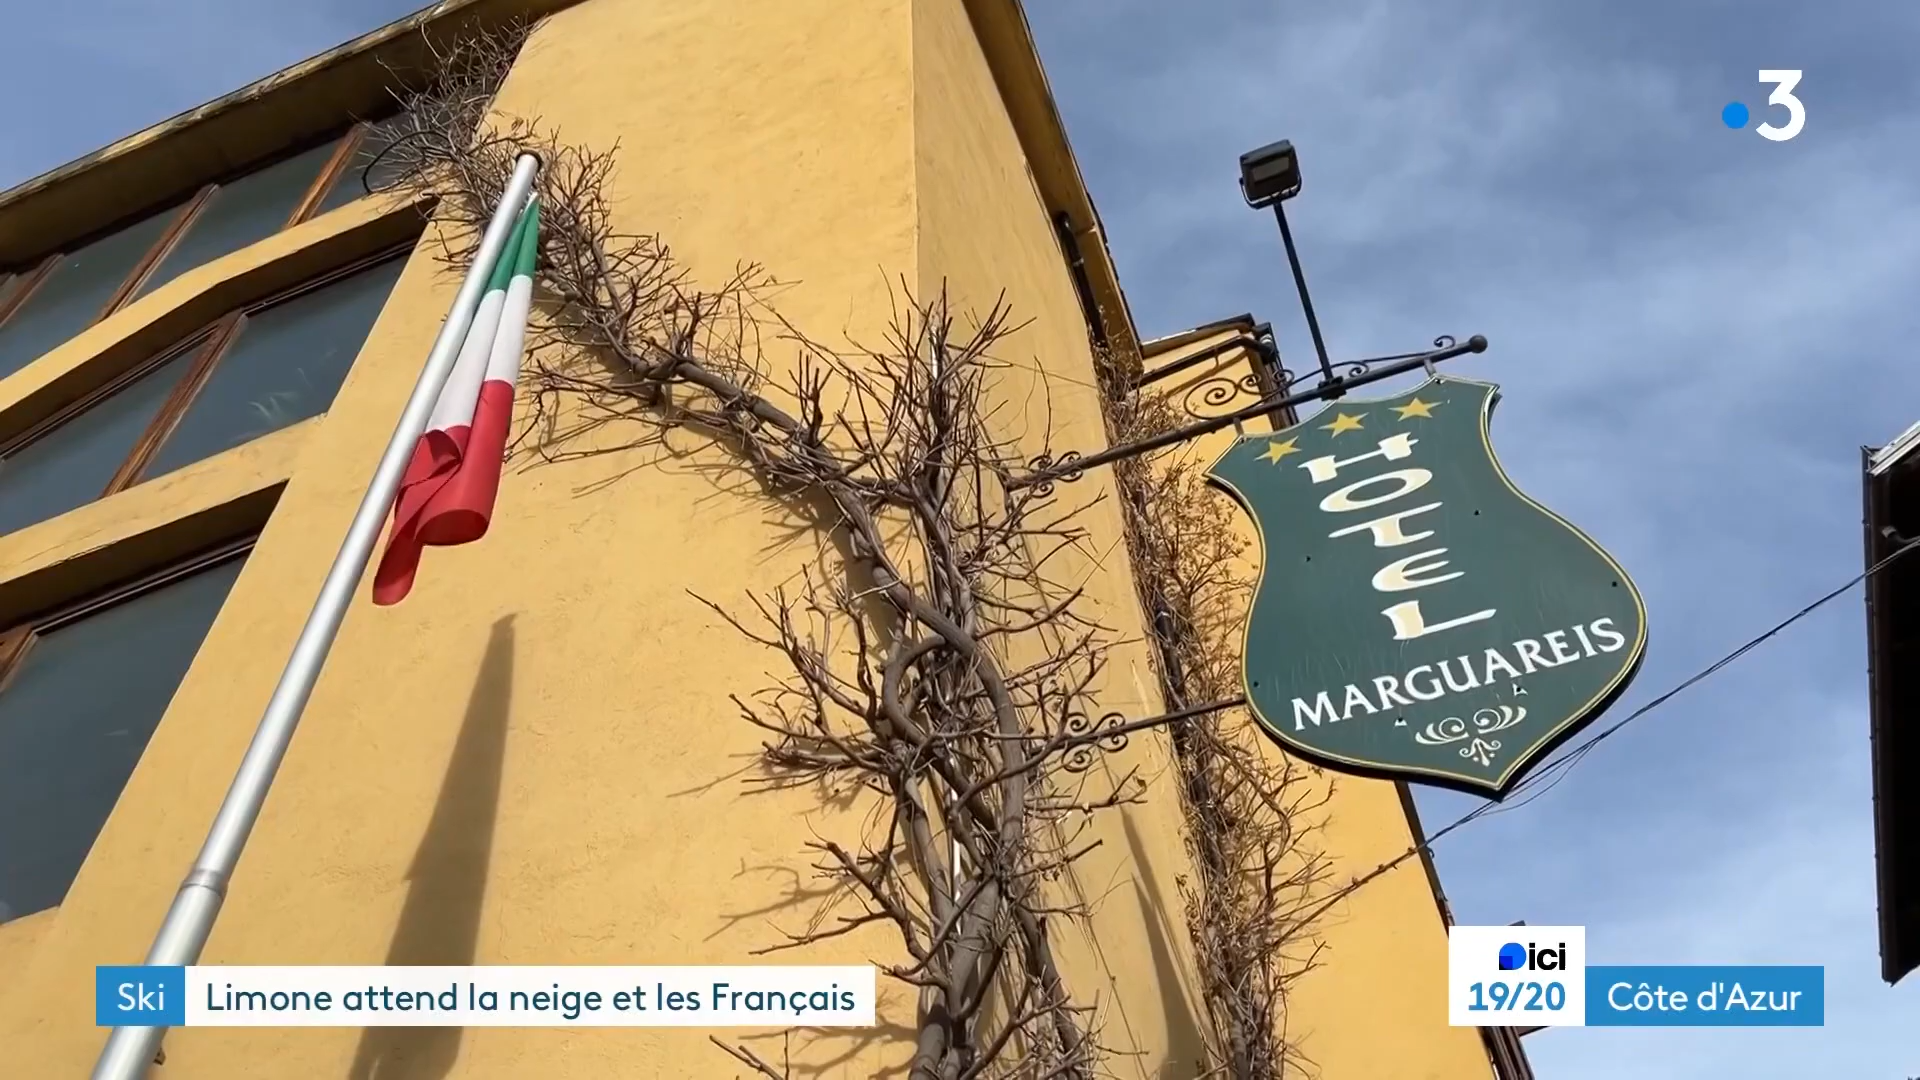 3
HOTEL
MARGUAREIS
ici
19/20
Côte d'Azur
Ski
Limone attend la neige et les Français